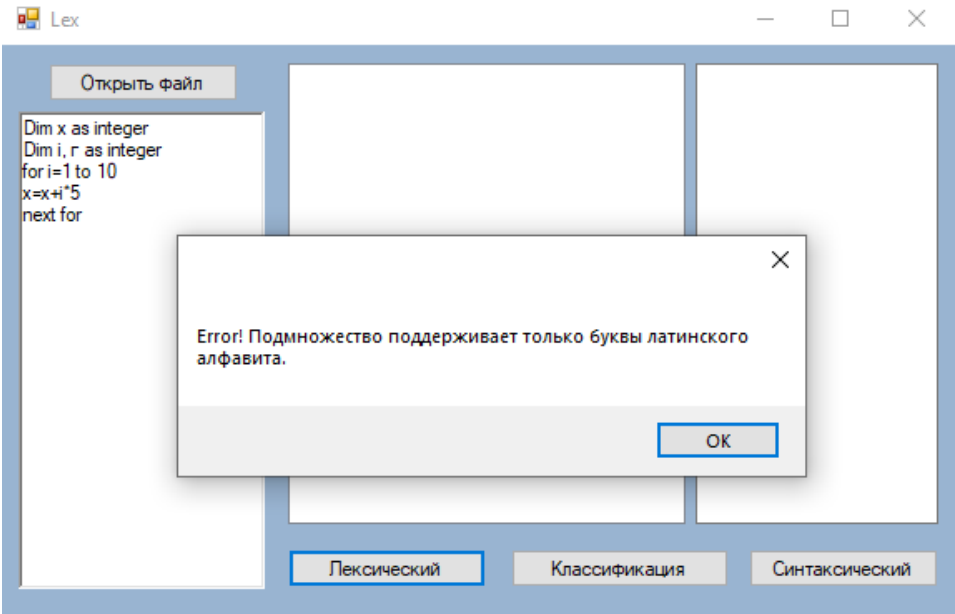 Lex
Открыть файл
Dim x as integer
Dim i, г as integer
for i=1 to 10
x=x+i*5
next for
Error! Подмножество поддерживает только буквы латинского
алфавита.
OK
Лексический
Классификация
Синтаксический